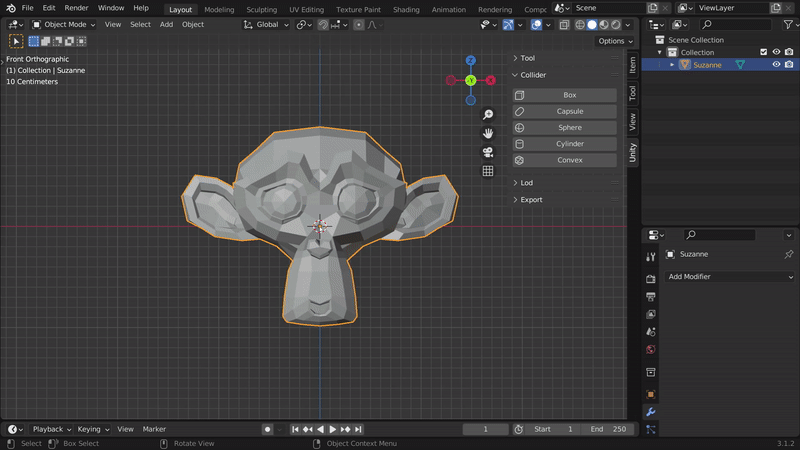 File Edit Render Window Help
Layout Modeling Sculpting UV Editing Texture Paint Shading Animation Rendering Compo
Scene
ViewLayer
Object Mode View Select Add Object
Global
Options
Front Orthographic
(1) Collection | Suzanne
10 Centimeters
Z
Y
X
Tool
Collider
Box
Capsule
Sphere
Cylinder
Convex
Lod
Export
Item
Tool
View
Unity
Scene Collection
Collection
Suzanne
Suzanne
Add Modifier
Playback Keying View Marker
1
Start 1
End 250
Select Box Select Rotate View Object Context Menu
3.1.2